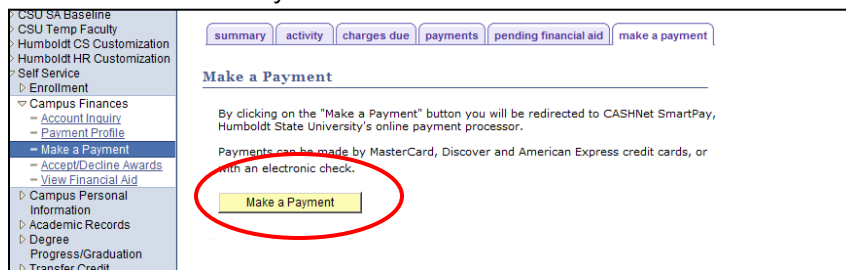 CSU SA Baseline
CSU Temp Faculty
Humboldt CS Customization
Humboldt HR Customization
Self Service
Enrollment
Campus Finances
Account Inquiry
Payment Profile
Make a Payment
Accept/Decline Awards
View Financial Aid
Campus Personal
Information
Academic Records
Degree
Progress/Graduation
Transfer Credit
summary activity charges due payments pending financial aid make a payment
Make a Payment
By clicking on the "Make a Payment" button you will be redirected to CASHNet SmartPay,
Humboldt State University's online payment processor.
Payments can be made by MasterCard, Discover and American Express credit cards, or
with an electronic check.
Make a Payment